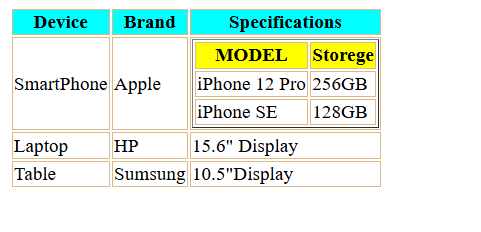 Device Brand Specifications
MODEL Storege
SmartPhone Apple iPhone 12 Pro 256GB
iPhone SE 128GB
Laptop HP 15.6" Display
Table Sumsung 10.5"Display